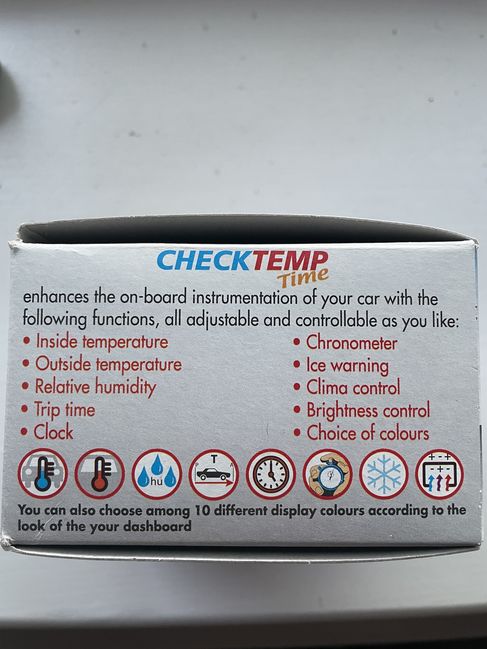 CHECKTEMP
Time
enhances the on-board instrumentation of your car with the
following functions, all adjustable and controllable as you like:
• Inside temperature
• Outside temperature
• Relative humidity
• Trip time
• Clock
• Chronometer
• Ice warning
• Clima control
• Brightness control
• Choice of colours
hu T
You can also choose among 10 different display colours according to the
look of the your dashboard